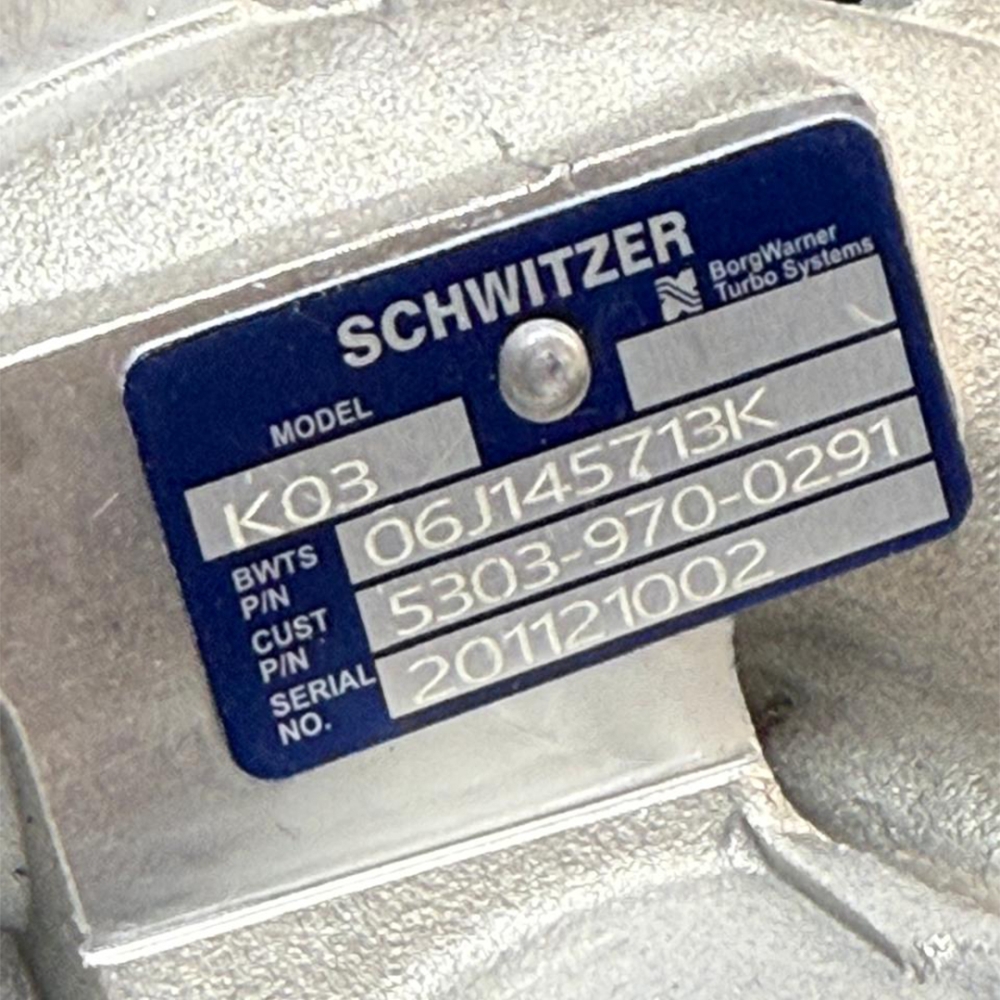 SCHWITZER
BorgWarner
Turbo Systems
MODEL
K03
BWTS
P/N
06J145713K
CUST
P/N
5303-970-0291
SERIAL
NO.
201121002